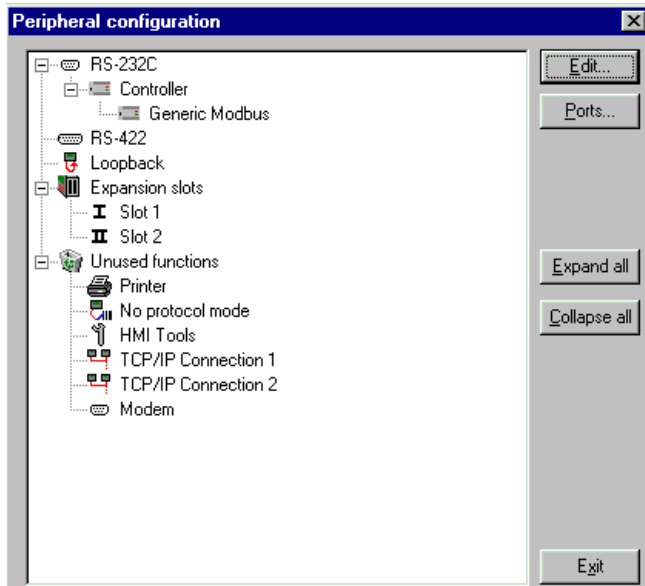 Peripheral configuration
RS-232C
Edit...
Controller
Generic Modbus
Ports...
RS-422
Loopback
Expansion slots
Slot 1
Slot 2
Unused functions
Expand all
Printer
No protocol mode
Collapse all
HMI Tools
TCP/IP Connection 1
TCP/IP Connection 2
Modem
Exit